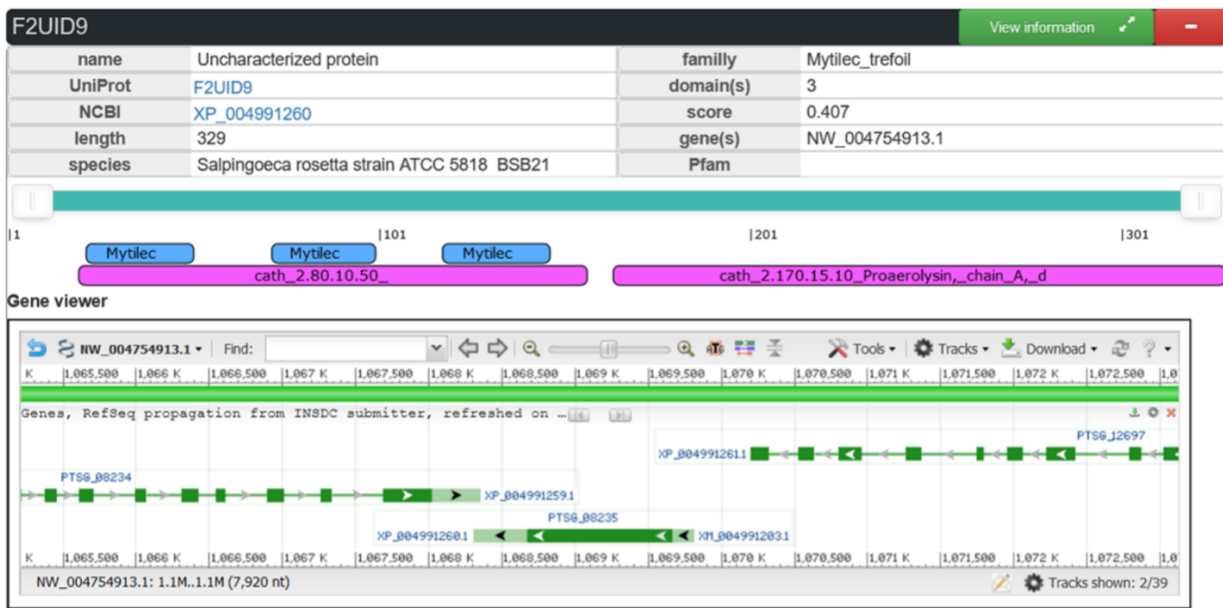 F2UID9 View information
name Uncharacterized protein familly Mytilec_trefoil
UniProt F2UID9 domain(s) 3
NCBI XP_004991260 score 0.407
length 329 gene(s) NW_004754913.1
species Salpingoeca rosetta strain ATCC 5818 BSB21 Pfam
|1 |101 |201 |301
Mytilec Mytilec Mytilec
cath_2.80.10.50_ cath_2.170.15.10_Proaerolysin,_chain_A,_d
Gene viewer
NW_004754913.1 Find: Tools Tracks Download ?
K 1,065,500 1,066 K 1,066,500 1,067 K 1,067,500 1,068 K 1,068,500 1,069 K 1,069,500 1,070 K 1,070,500 1,071 K 1,071,500 1,072 K 1,072,500 1,0
Genes, RefSeq propagation from INSDC submitter, refreshed on …
PTSG_12697
XP_004991261.1
PTSG_08234
XP_004991259.1
PTSG_08235
XP_004991260.1 XM_004991203.1
K 1,065,500 1,066 K 1,066,500 1,067 K 1,067,500 1,068 K 1,068,500 1,069 K 1,069,500 1,070 K 1,070,500 1,071 K 1,071,500 1,072 K 1,072,500 1,0
NW_004754913.1: 1.1M..1.1M (7,920 nt) Tracks shown: 2/39